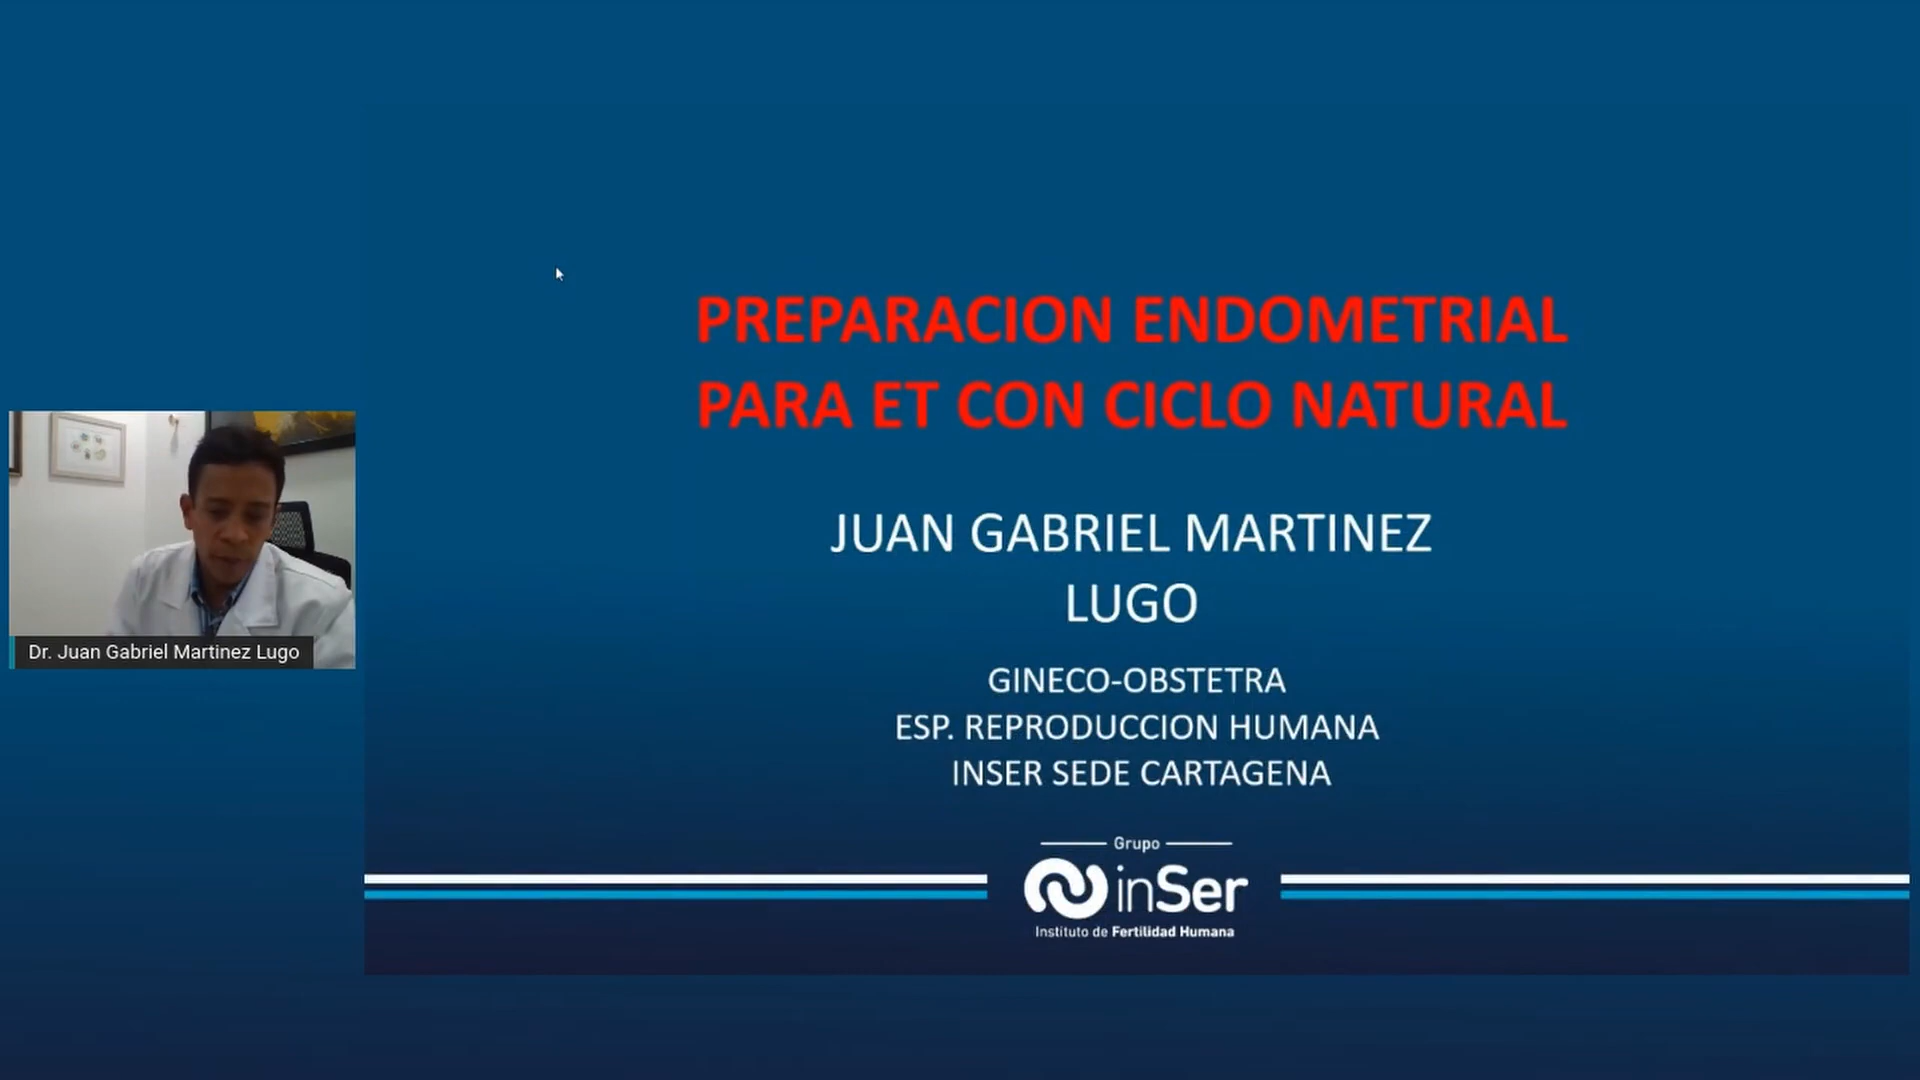 PREPARACION ENDOMETRIAL
PARA ET CON CICLO NATURAL
JUAN GABRIEL MARTINEZ
LUGO
GINECO-OBSTETRA
ESP. REPRODUCCION HUMANA
INSER SEDE CARTAGENA
Grupo
inSer
Instituto de Fertilidad Humana
Dr. Juan Gabriel Martinez Lugo